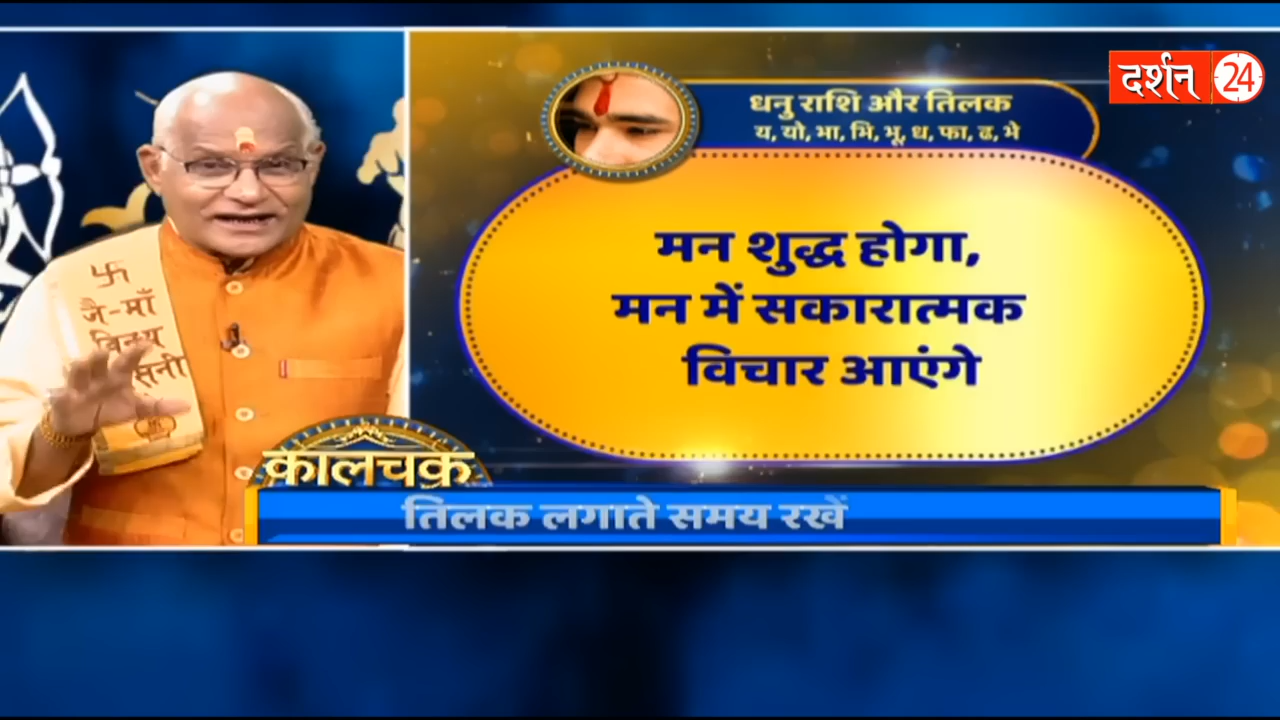 दर्शन 24
धनु राशि और तिलक
य, यो, भा, भि, भू, ध, फा, ढ, भे
मन शुद्ध होगा,
मन में सकारात्मक
विचार आएंगे
जै-माँ
कालचक्र
तिलक लगाते समय रखें